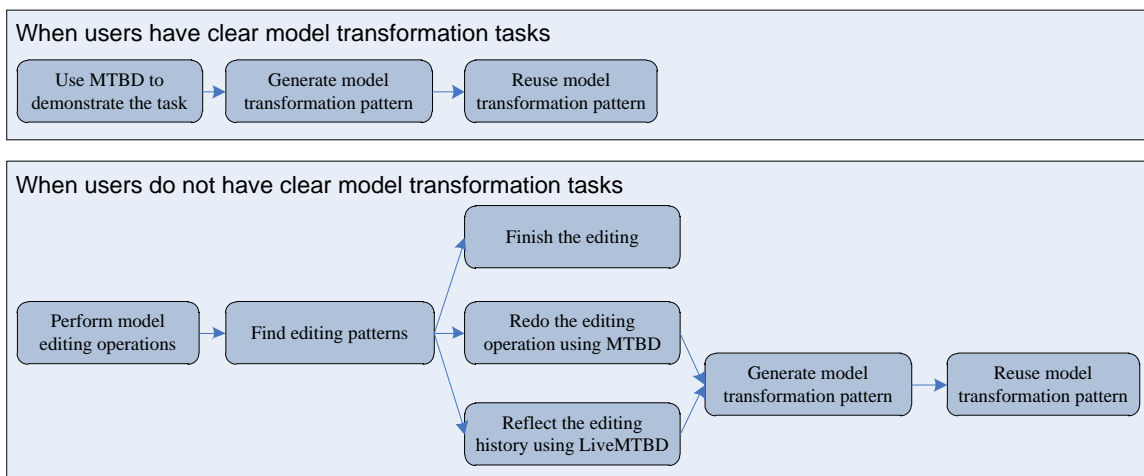 When users have clear model transformation tasks
Use MTBD to
demonstrate the task
Generate model
transformation pattern
Reuse model
transformation pattern
When users do not have clear model transformation tasks
Finish the editing
Perform model
editing operations
Find editing patterns
Redo the editing
operation using MTBD
Reflect the editing
history using LiveMTBD
Generate model
transformation pattern
Reuse model
transformation pattern